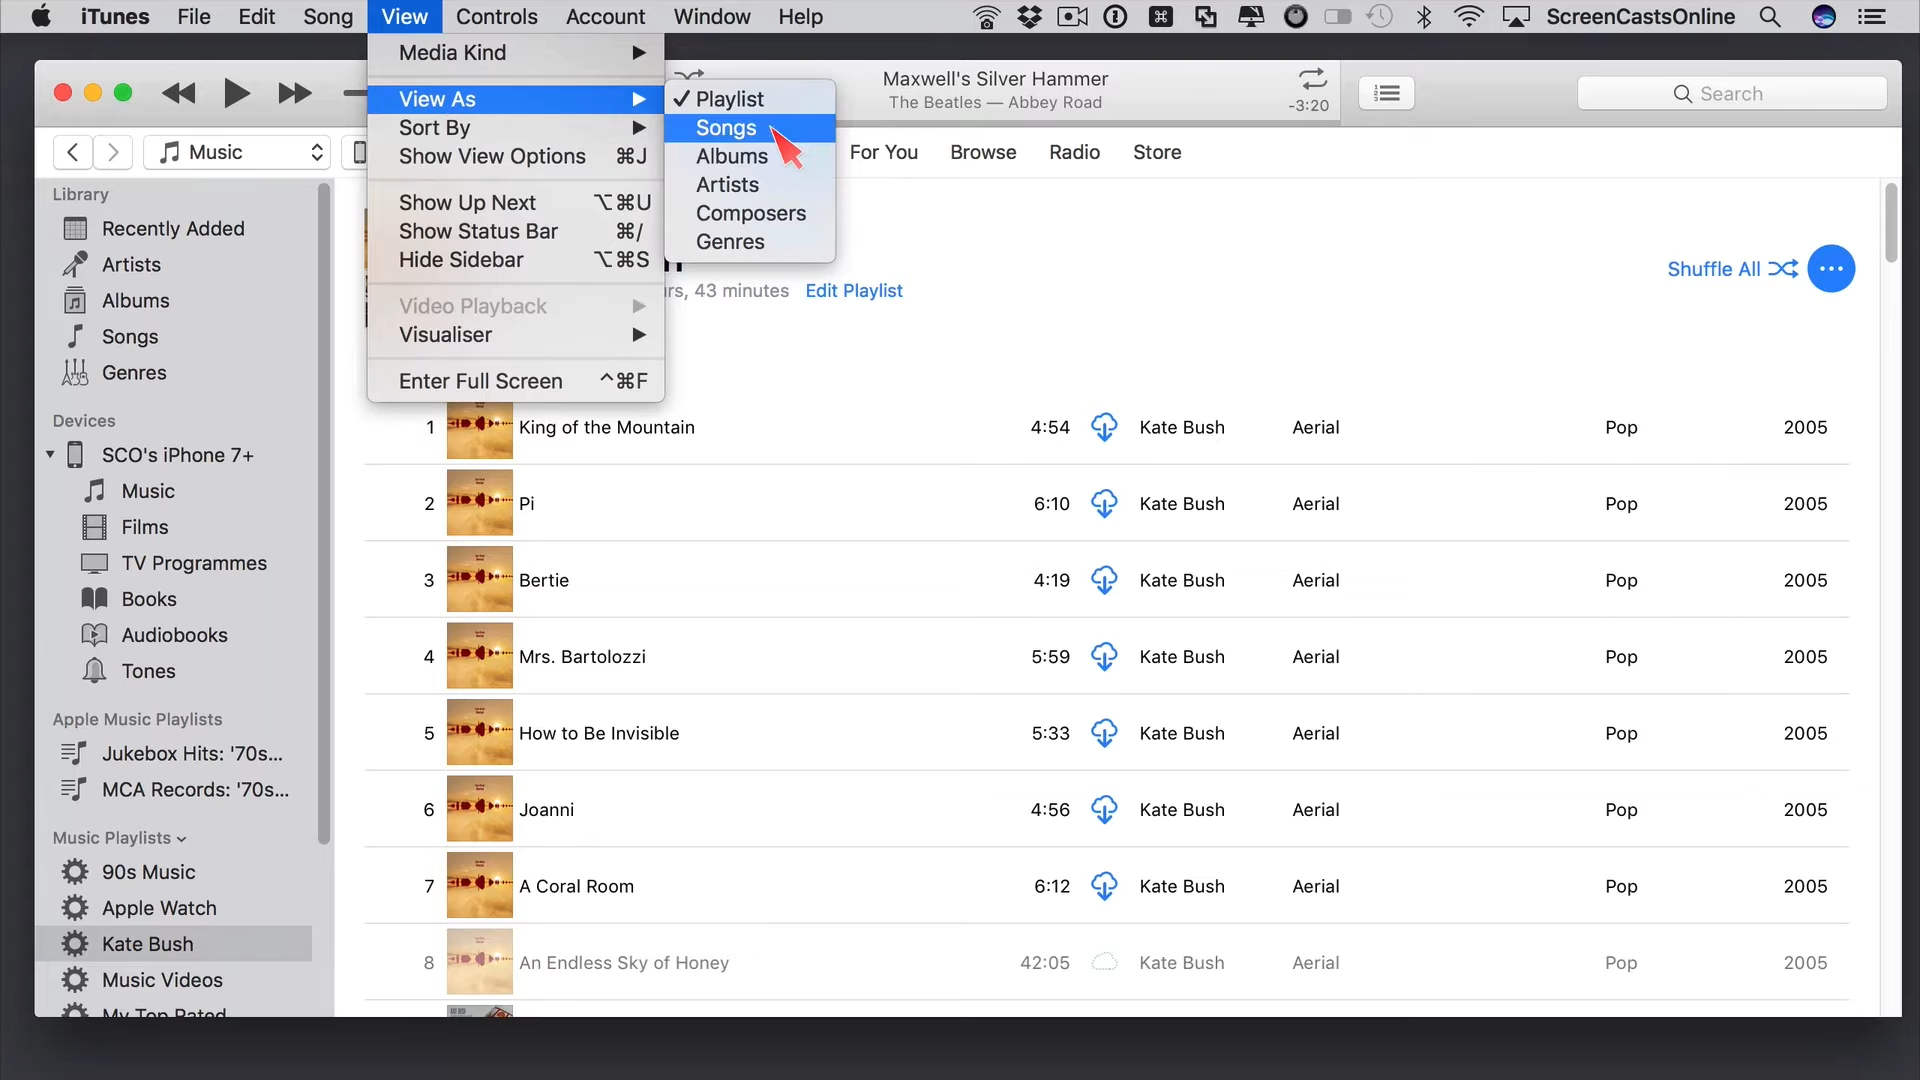 iTunes File Edit Song View Controls Account Window Help ScreenCastsOnline
Media Kind
View As
Sort By
Show View Options ⌘J
Show Up Next ⌥⌘U
Show Status Bar ⌘/
Hide Sidebar ⌥⌘S
Video Playback
Visualiser
Enter Full Screen ^⌘F
✓ Playlist
Songs
Albums
Artists
Composers
Genres
Maxwell's Silver Hammer
The Beatles — Abbey Road
-3:20
Search
Music
For You Browse Radio Store
Library
Recently Added
Artists
Albums
Songs
Genres
Devices
SCO's iPhone 7+
Music
Films
TV Programmes
Books
Audiobooks
Tones
Apple Music Playlists
Jukebox Hits: '70s...
MCA Records: '70s...
Music Playlists
90s Music
Apple Watch
Kate Bush
Music Videos
My Top Rated
43 minutes Edit Playlist
Shuffle All
1 King of the Mountain 4:54 Kate Bush Aerial Pop 2005
2 Pi 6:10 Kate Bush Aerial Pop 2005
3 Bertie 4:19 Kate Bush Aerial Pop 2005
4 Mrs. Bartolozzi 5:59 Kate Bush Aerial Pop 2005
5 How to Be Invisible 5:33 Kate Bush Aerial Pop 2005
6 Joanni 4:56 Kate Bush Aerial Pop 2005
7 A Coral Room 6:12 Kate Bush Aerial Pop 2005
8 An Endless Sky of Honey 42:05 Kate Bush Aerial Pop 2005